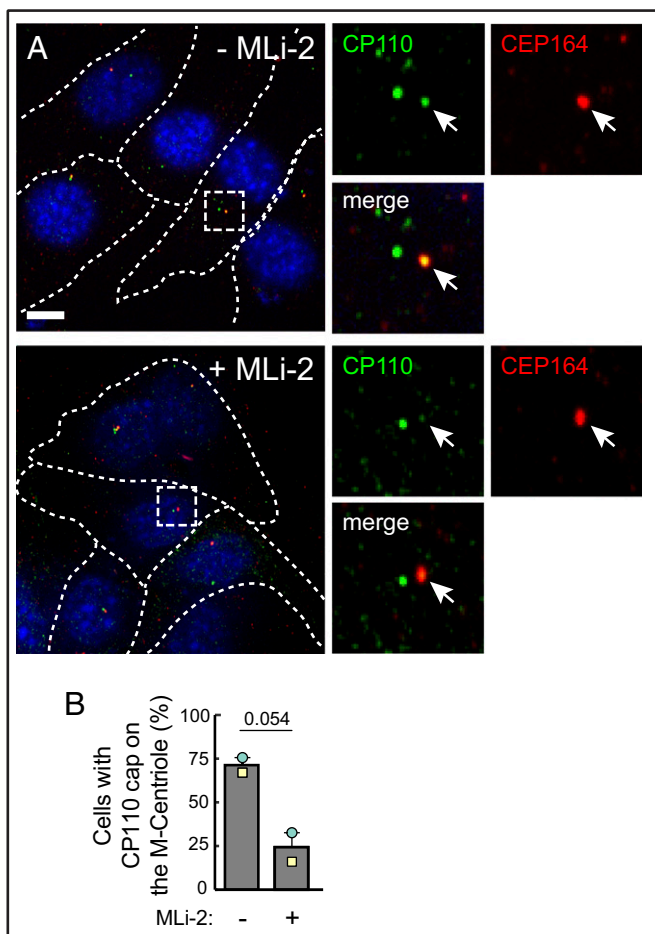 A
- MLi-2
CP110
CEP164
merge
+ MLi-2
CP110
CEP164
merge
B
Cells with
CP110 cap on
the M-Centriole (%)
100
75
50
25
0
0.054
MLi-2: - +